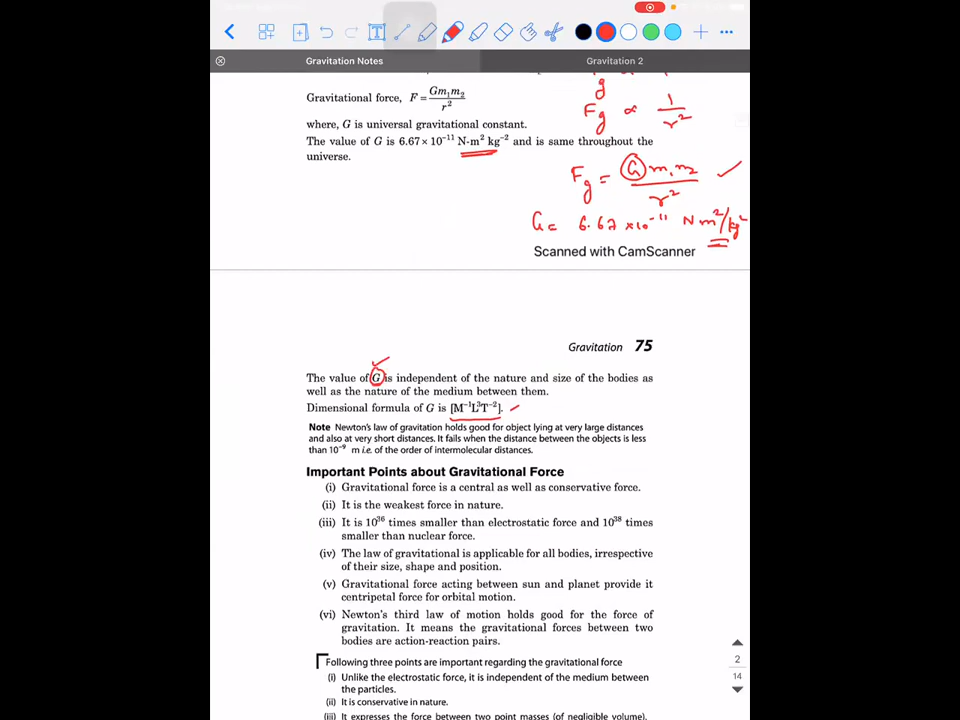 Gravitation Notes
Gravitation 2
g
Gravitational force, F = Gm₁m₂ / r²
F_g ∝ 1 / r²
where, G is universal gravitational constant.
The value of G is 6.67 × 10⁻¹¹ N-m² kg⁻² and is same throughout the
universe.
F_g = G m₁ m₂ / r²
G = 6.67 × 10⁻¹¹ N m²/kg²
Scanned with CamScanner
Gravitation 75
The value of G is independent of the nature and size of the bodies as
well as the nature of the medium between them.
Dimensional formula of G is [M⁻¹L³T⁻²].
Note Newton's law of gravitation holds good for object lying at very large distances
and also at very short distances. It fails when the distance between the objects is less
than 10⁻⁹ m i.e. of the order of intermolecular distances.
Important Points about Gravitational Force
(i) Gravitational force is a central as well as conservative force.
(ii) It is the weakest force in nature.
(iii) It is 10³⁶ times smaller than electrostatic force and 10³⁸ times
smaller than nuclear force.
(iv) The law of gravitational is applicable for all bodies, irrespective
of their size, shape and position.
(v) Gravitational force acting between sun and planet provide it
centripetal force for orbital motion.
(vi) Newton's third law of motion holds good for the force of
gravitation. It means the gravitational forces between two
bodies are action-reaction pairs.
Following three points are important regarding the gravitational force
(i) Unlike the electrostatic force, it is independent of the medium between
the particles.
(ii) It is conservative in nature.
(iii) It expresses the force between two point masses (of negligible volume).
2
14